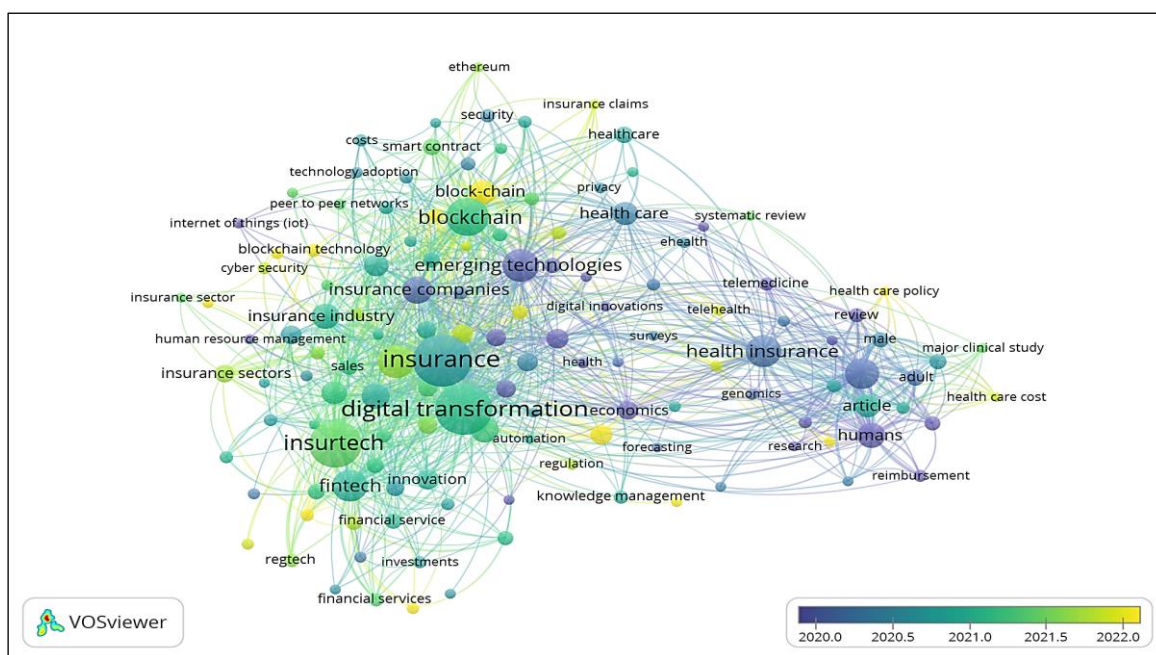 ethereum
insurance claims
security
healthcare
costs
smart contract
technology adoption
block-chain
privacy
peer to peer networks
blockchain
health care
systematic review
internet of things (iot)
ehealth
blockchain technology
cyber security
emerging technologies
telemedicine
insurance companies
health care policy
insurance sector
digital innovations
telehealth
review
insurance industry
human resource management
surveys
male
health insurance
major clinical study
insurance
health
sales
insurance sectors
adult
genomics
health care cost
digital transformation
economics
article
insurtech
automation
humans
forecasting
research
regulation
reimbursement
fintech
innovation
knowledge management
financial service
regtech
investments
financial services
VOSviewer
2020.0 2020.5 2021.0 2021.5 2022.0